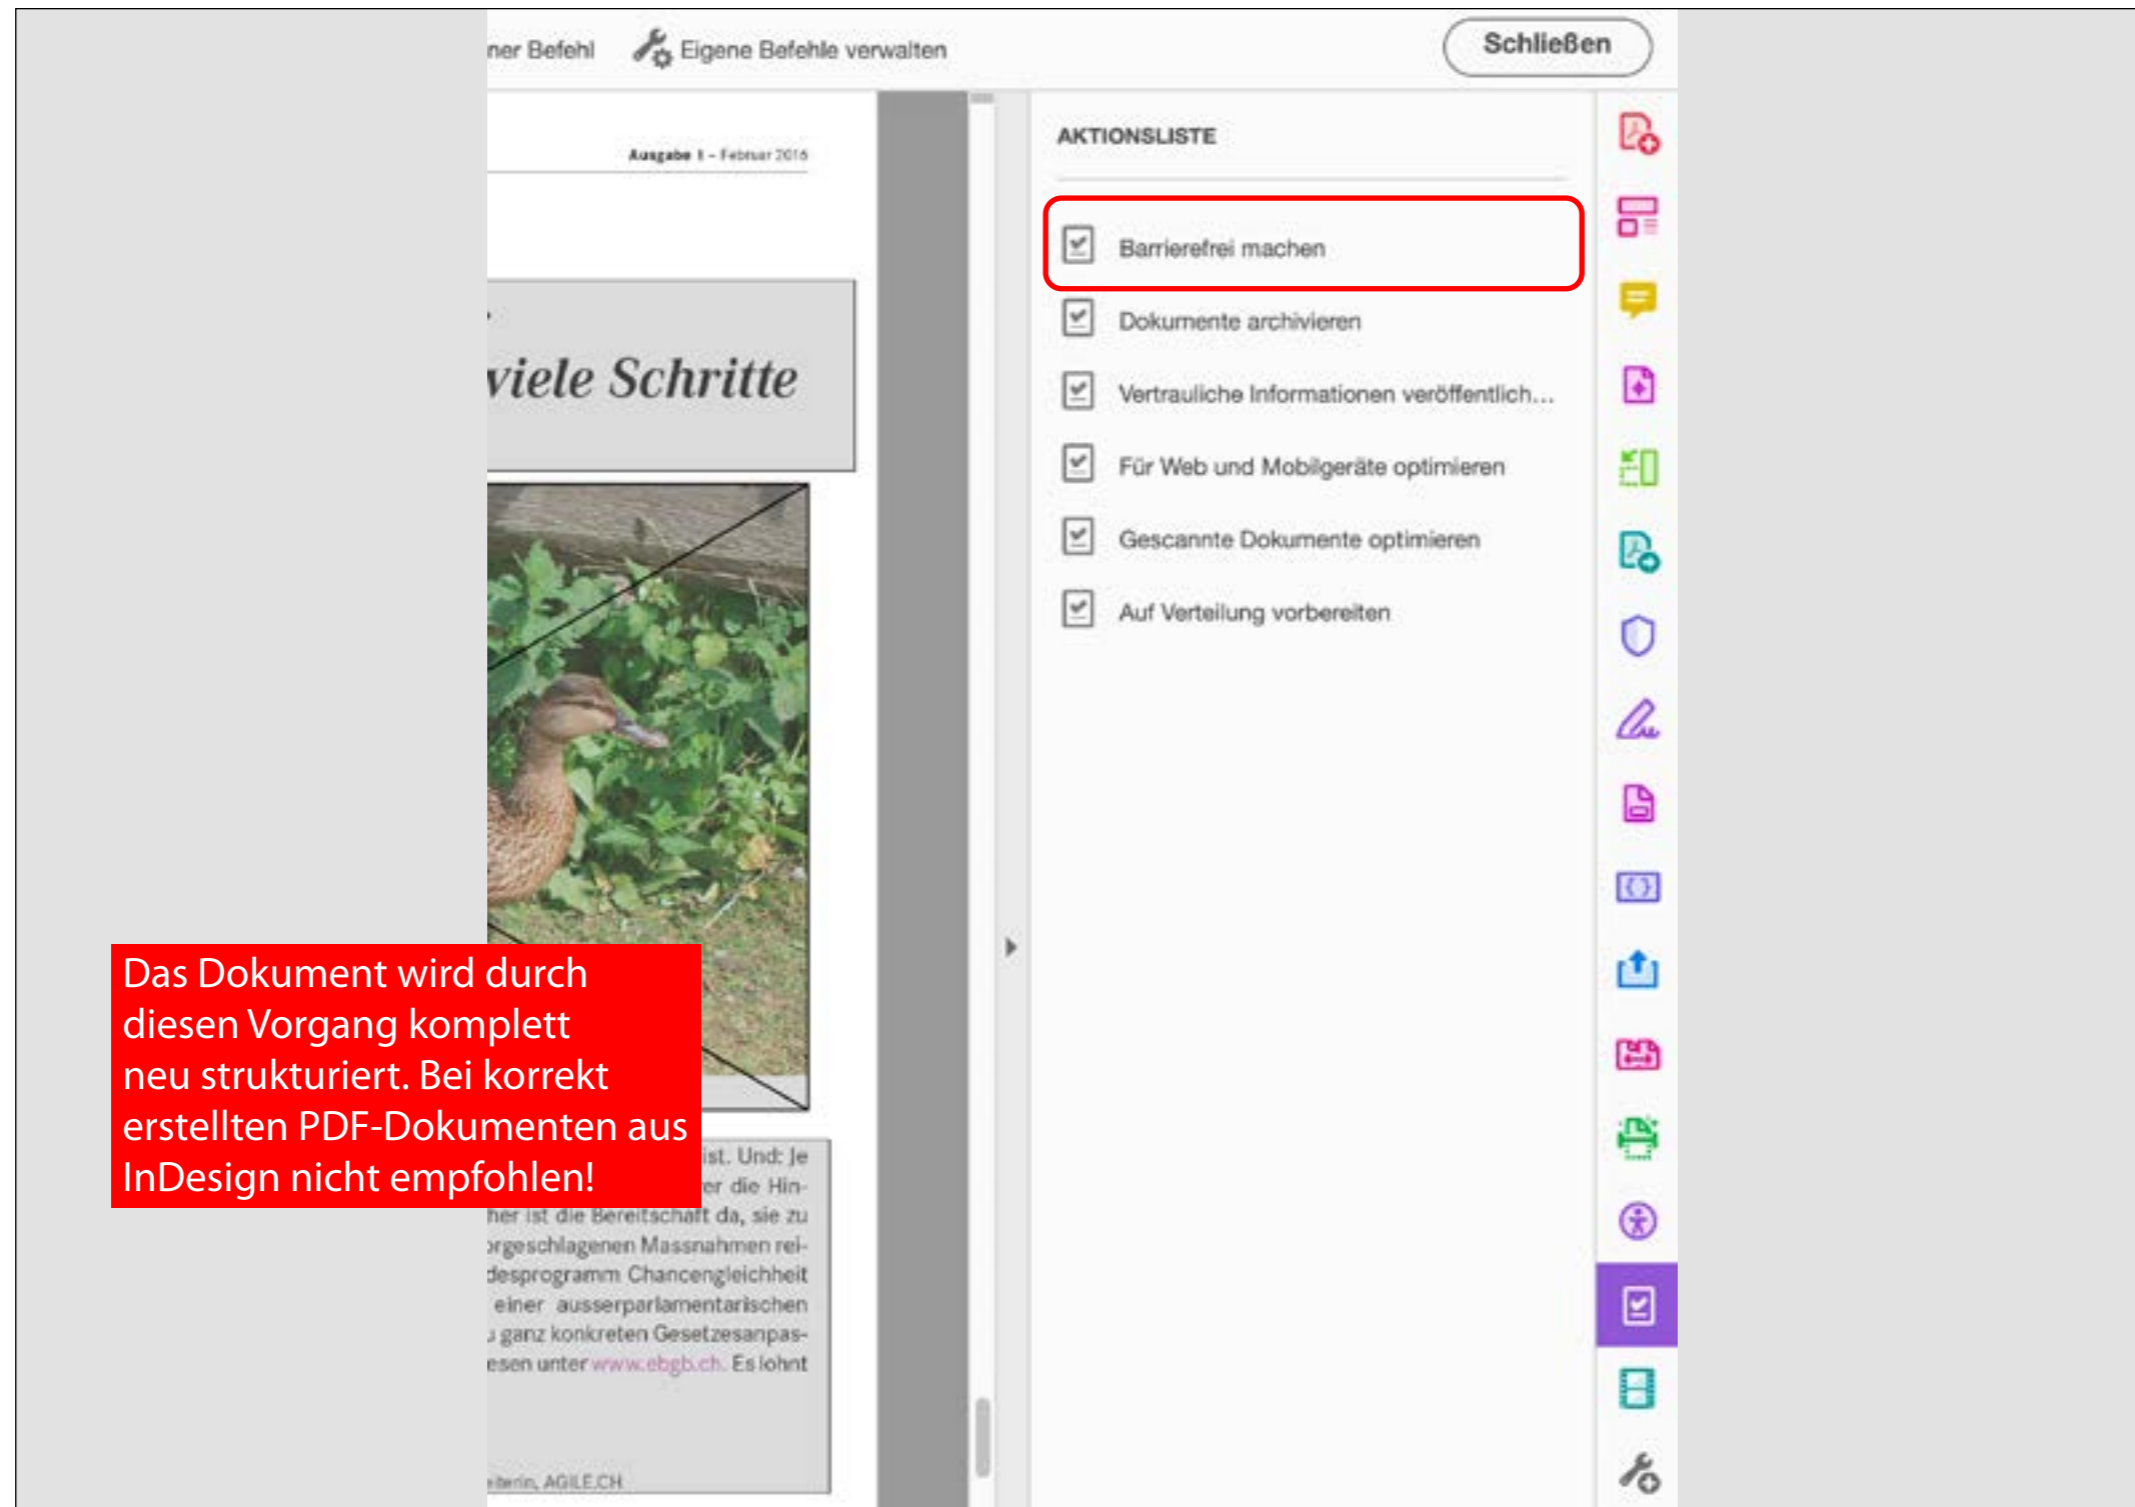 ner Befehl
Eigene Befehle verwalten
Schließen
Ausgabe 1 – Februar 2016
viele Schritte
AKTIONSLISTE
Barrierefrei machen
Dokumente archivieren
Vertrauliche Informationen veröffentlich...
Für Web und Mobilgeräte optimieren
Gescannte Dokumente optimieren
Auf Verteilung vorbereiten
Das Dokument wird durch
diesen Vorgang komplett
neu strukturiert. Bei korrekt
erstellten PDF-Dokumenten aus
InDesign nicht empfohlen!
ist. Und: Je
rer die Hin-
her ist die Bereitschaft da, sie zu
orgeschlagenen Massnahmen rei-
desprogramm Chancengleichheit
einer ausserparlamentarischen
u ganz konkreten Gesetzesanpas-
esen unter www.ebgb.ch. Es lohnt
eiterin, AGILE.CH